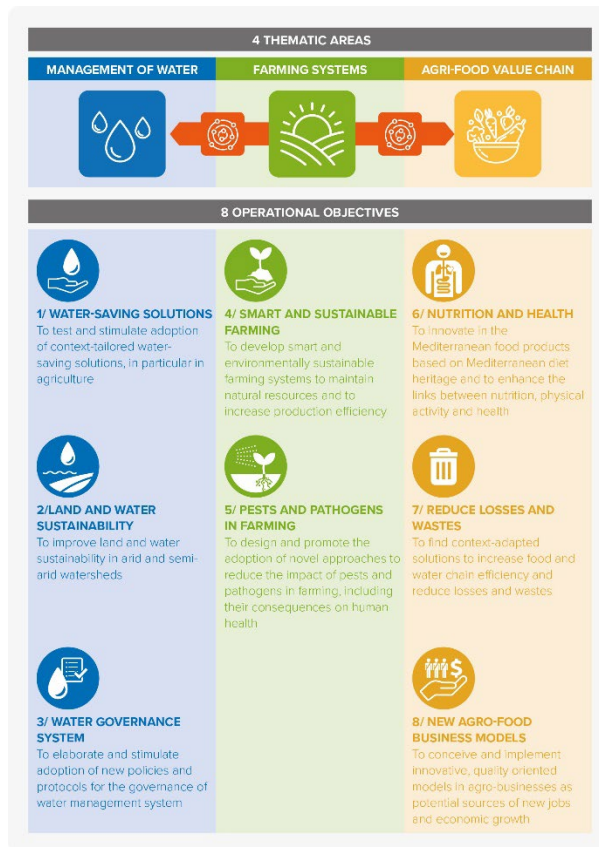 4 THEMATIC AREAS
MANAGEMENT OF WATER
FARMING SYSTEMS
AGRI-FOOD VALUE CHAIN
8 OPERATIONAL OBJECTIVES
1/ WATER-SAVING SOLUTIONS
To test and stimulate adoption
of context-tailored water-
saving solutions, in particular in
agriculture
2/LAND AND WATER
SUSTAINABILITY
To improve land and water
sustainability in arid and semi-
arid watersheds
3/ WATER GOVERNANCE
SYSTEM
To elaborate and stimulate
adoption of new policies and
protocols for the governance of
water management system
4/ SMART AND SUSTAINABLE
FARMING
To develop smart and
environmentally sustainable
farming systems to maintain
natural resources and to
increase production efficiency
5/ PESTS AND PATHOGENS
IN FARMING
To design and promote the
adoption of novel approaches to
reduce the impact of pests and
pathogens in farming, including
their consequences on human
health
6/ NUTRITION AND HEALTH
To innovate in the
Mediterranean food products
based on Mediterranean diet
heritage and to enhance the
links between nutrition, physical
activity and health
7/ REDUCE LOSSES AND
WASTES
To find context-adapted
solutions to increase food and
water chain efficiency and
reduce losses and wastes
8/ NEW AGRO-FOOD
BUSINESS MODELS
To conceive and implement
innovative, quality oriented
models in agro-businesses as
potential sources of new jobs
and economic growth